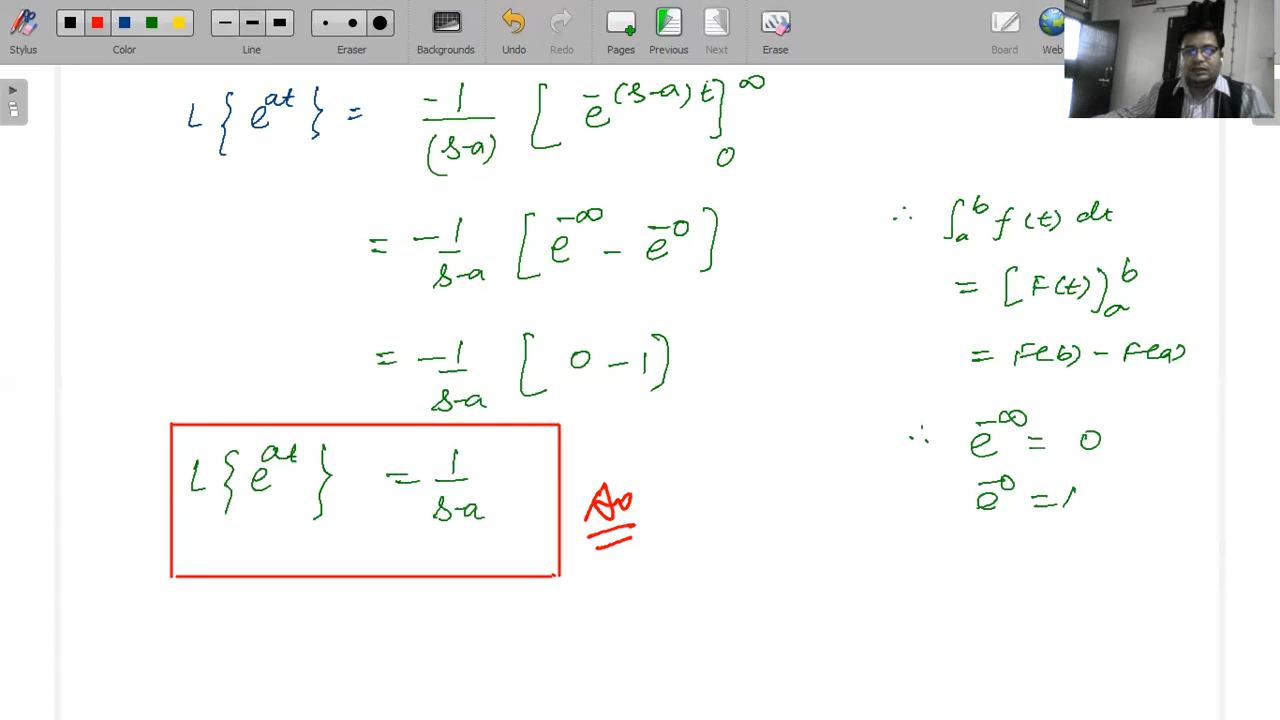 Stylus Color Line Eraser Backgrounds Undo Redo Pages Previous Next Erase Board Web
L{e^{at}} = -1/(s-a) [e^{-(s-a)t}]_0^∞
= -1/s-a [e^{-∞} - e^{-0}]
= -1/s-a [0 - 1]
L{e^{at}} = 1/s-a
Ans
∴ ∫_a^b f(t) dt
= [F(t)]_a^b
= F(b) - F(a)
∴ e^{-∞} = 0
e^{-0} = 1